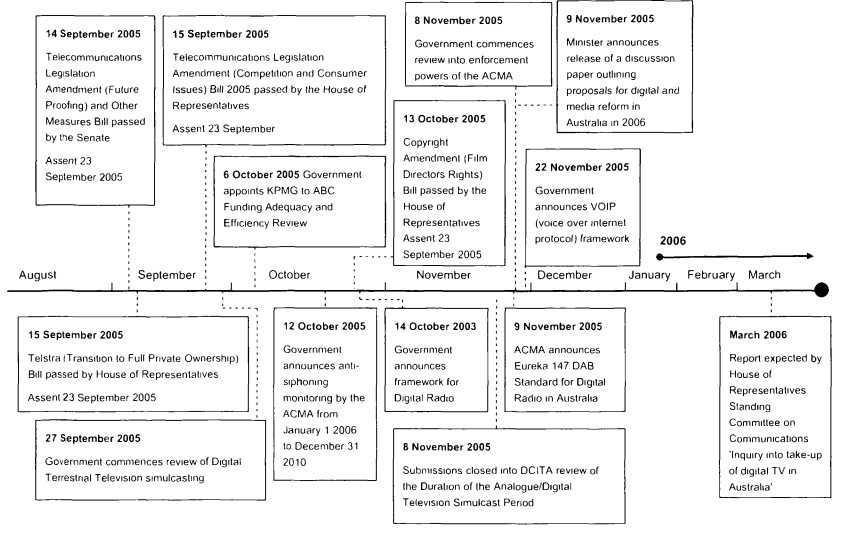 14 September 2005
Telecommunications
Legislation
Amendment (Future
Proofing) and Other
Measures Bill passed
by the Senate
Assent 23
September 2005
15 September 2005
Telecommunications Legislation
Amendment (Competition and Consumer
Issues) Bill 2005 passed by the House of
Representatives
Assent 23 September
6 October 2005 Government
appoints KPMG to ABC
Funding Adequacy and
Efficiency Review
8 November 2005
Government commences
review into enforcement
powers of the ACMA
13 October 2005
Copyright
Amendment (Film
Directors Rights)
Bill passed by the
House of
Representatives
Assent 23
September 2005
9 November 2005
Minister announces
release of a discussion
paper outlining
proposals for digital and
media reform in
Australia in 2006
22 November 2005
Government
announces VOIP
(voice over internet
protocol) framework
2006
August
September
October
November
December
January
February
March
15 September 2005
Telstra (Transition to Full Private Ownership)
Bill passed by House of Representatives
Assent 23 September 2005
27 September 2005
Government commences review of Digital
Terrestrial Television simulcasting
12 October 2005
Government
announces anti-
siphoning
monitoring by the
ACMA from
January 1 2006
to December 31
2010
14 October 2003
Government
announces
framework for
Digital Radio
9 November 2005
ACMA announces
Eureka 147 DAB
Standard for Digital
Radio in Australia
8 November 2005
Submissions closed into DCITA review of
the Duration of the Analogue/Digital
Television Simulcast Period
March 2006
Report expected by
House of
Representatives
Standing
Committee on
Communications
'Inquiry into take-up
of digital TV in
Australia'